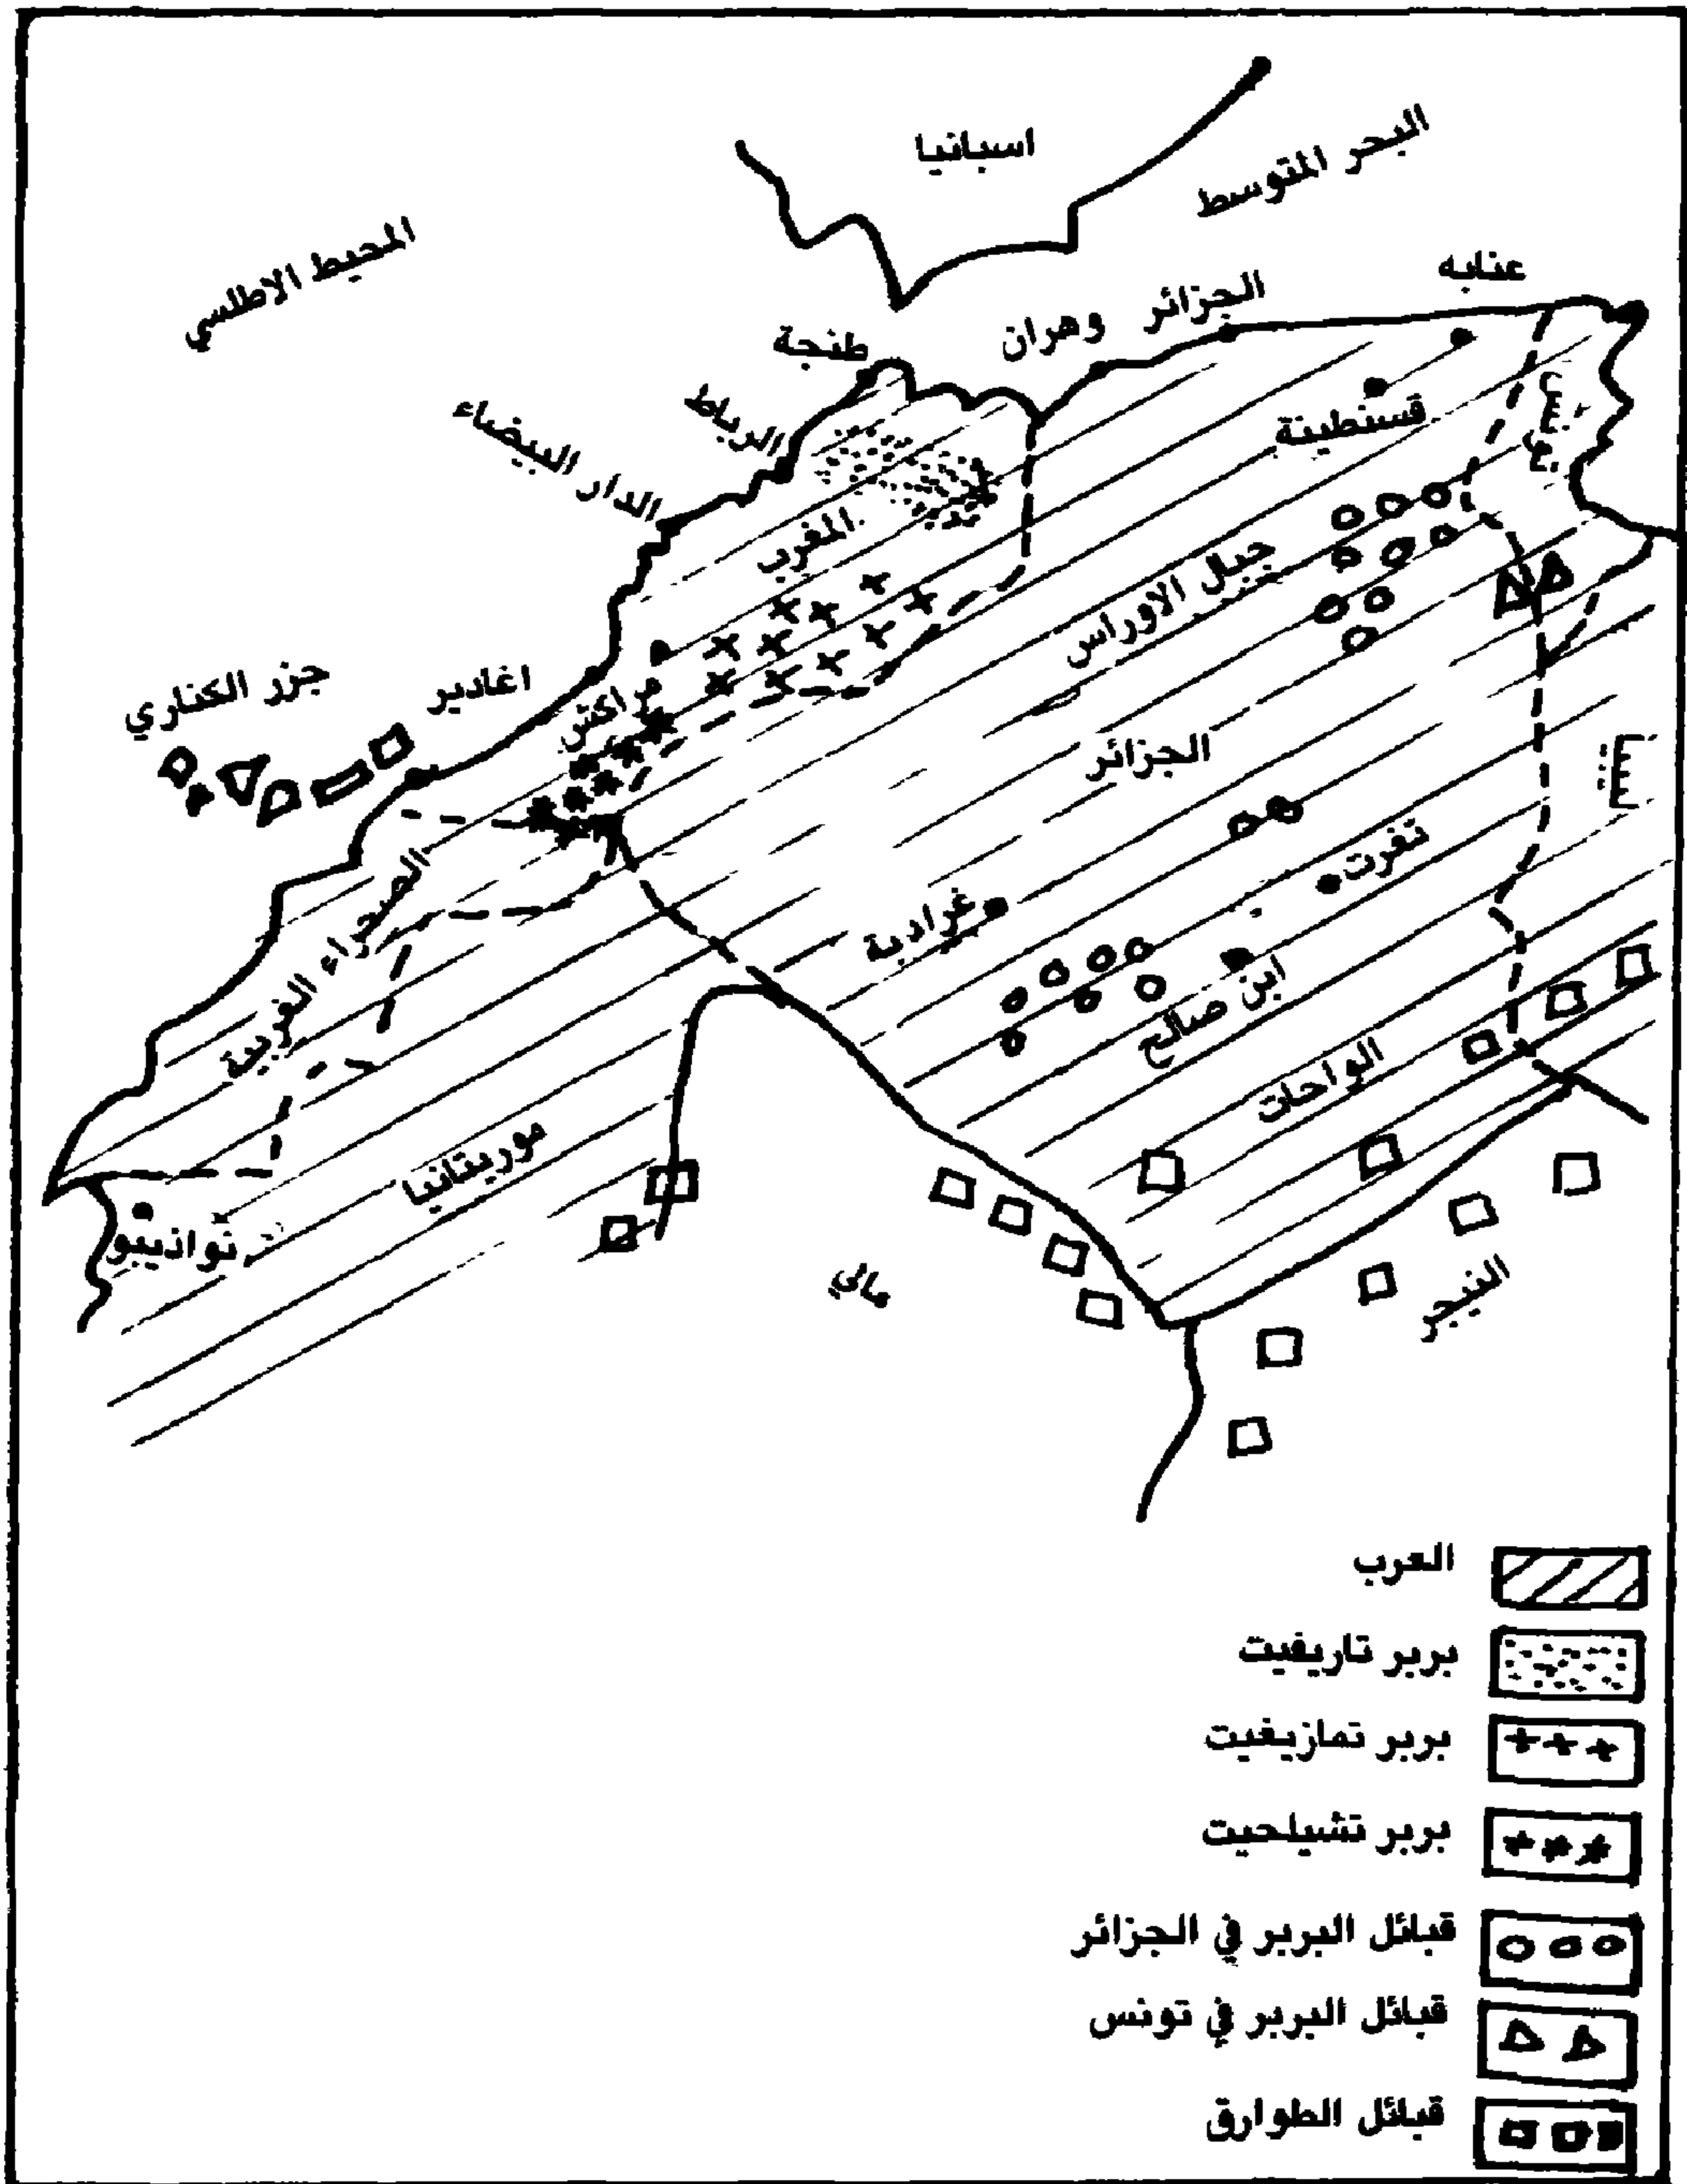 اسبانيا
البحر المتوسط
المحيط الاطلسي
عنابه
الجزائر
وهران
طنجة
الرباط
الدار البيضاء
قسنطينة
المغرب
جبال الاوراس
مراكش
اغادير
جزر الكناري
الجزائر
تغرت
غرادية
ابن صالح
الصحراء الغربية
الواحات
موريتانيا
نواذيبو
مالي
النيجر
العرب
بربر تاريفيت
بربر تمازيغيت
بربر تشيلحيت
قبائل البربر في الجزائر
قبائل البربر في تونس
قبائل الطوارق